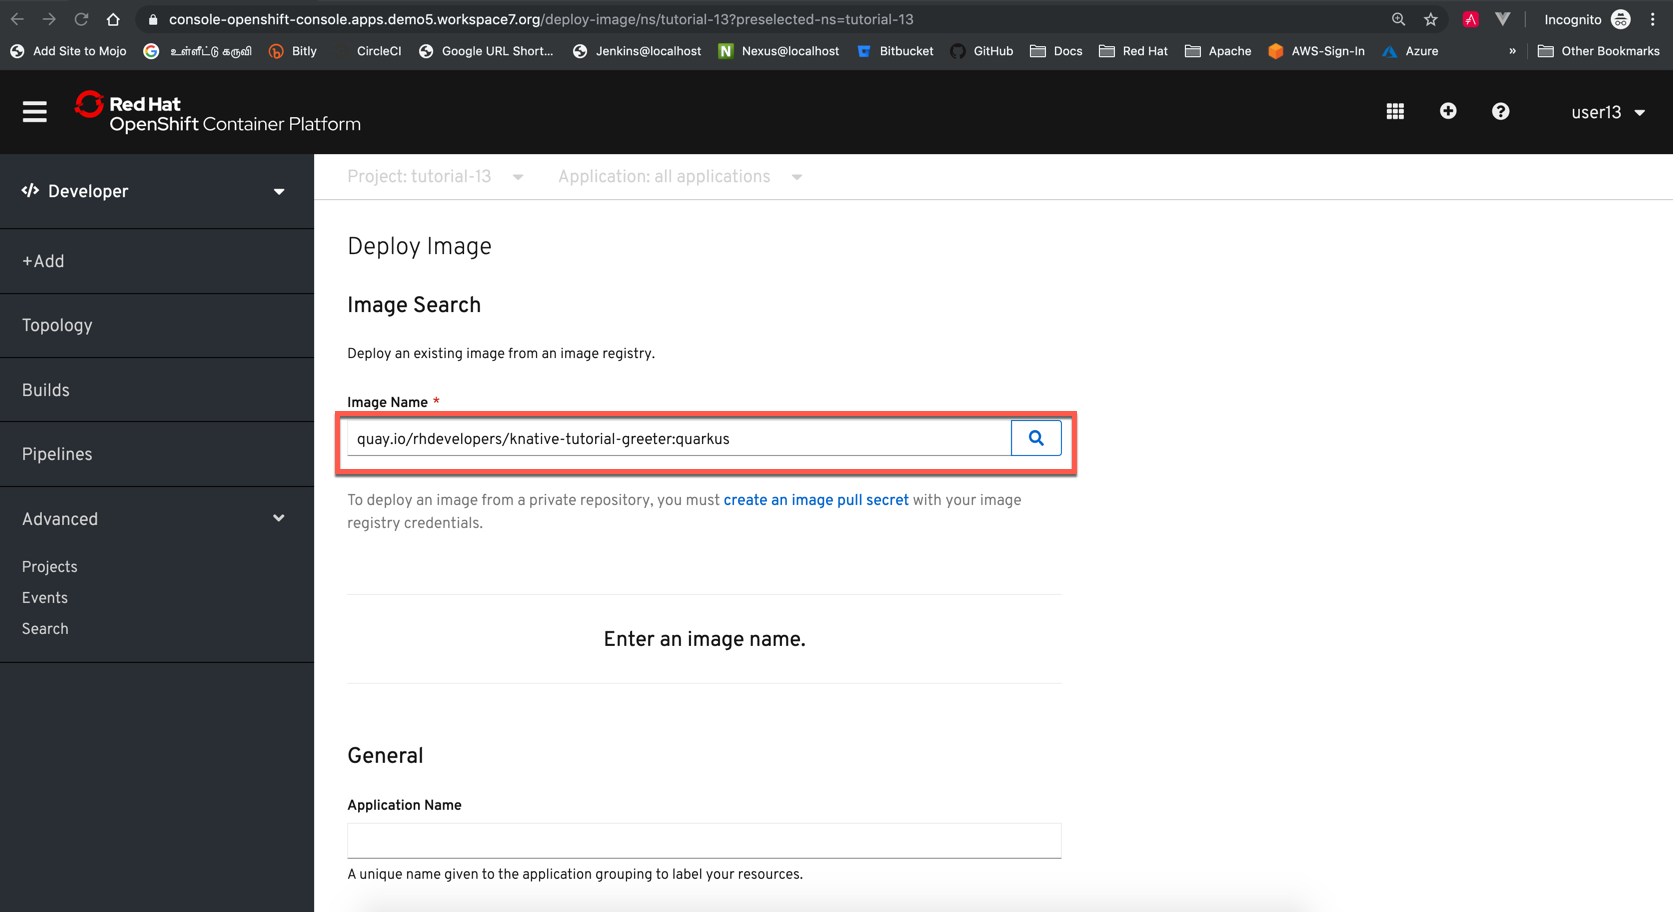 console-openshift-console.apps.demo5.workspace7.org/deploy-image/ns/tutorial-13?preselected-ns=tutorial-13
Incognito
Add Site to Mojo
உள்ளீட்டு கருவி
Bitly
CircleCI
Google URL Short...
Jenkins@localhost
Nexus@localhost
Bitbucket
GitHub
Docs
Red Hat
Apache
AWS-Sign-In
Azure
»
Other Bookmarks
Red Hat
OpenShift Container Platform
user13
</> Developer
+Add
Topology
Builds
Pipelines
Advanced
Projects
Events
Search
Project: tutorial-13
Application: all applications
Deploy Image
Image Search
Deploy an existing image from an image registry.
Image Name *
quay.io/rhdevelopers/knative-tutorial-greeter:quarkus
To deploy an image from a private repository, you must create an image pull secret with your image
registry credentials.
Enter an image name.
General
Application Name
A unique name given to the application grouping to label your resources.